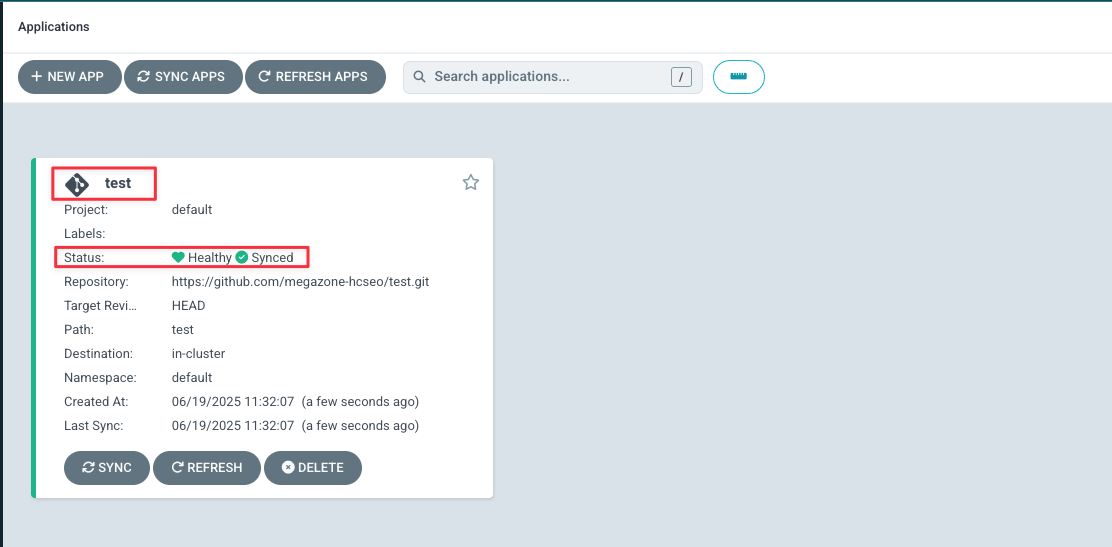 Applications
NEW APP SYNC APPS REFRESH APPS Search applications... /
test
Project: default
Labels:
Status: Healthy Synced
Repository: https://github.com/megazone-hcseo/test.git
Target Revi... HEAD
Path: test
Destination: in-cluster
Namespace: default
Created At: 06/19/2025 11:32:07 (a few seconds ago)
Last Sync: 06/19/2025 11:32:07 (a few seconds ago)
SYNC REFRESH DELETE